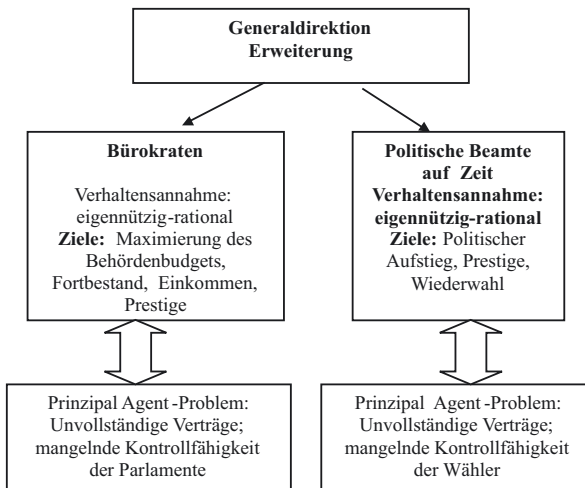 Generaldirektion
Erweiterung
Bürokraten
Verhaltensannahme:
eigennützig-rational
Ziele: Maximierung des
Behördenbudgets,
Fortbestand, Einkommen,
Prestige
Politische Beamte
auf Zeit
Verhaltensannahme:
eigennützig-rational
Ziele: Politischer
Aufstieg, Prestige,
Wiederwahl
Prinzipal Agent-Problem:
Unvollständige Verträge;
mangelnde Kontrollfähigkeit
der Parlamente
Prinzipal Agent-Problem:
Unvollständige Verträge;
mangelnde Kontrollfähigkeit
der Wähler